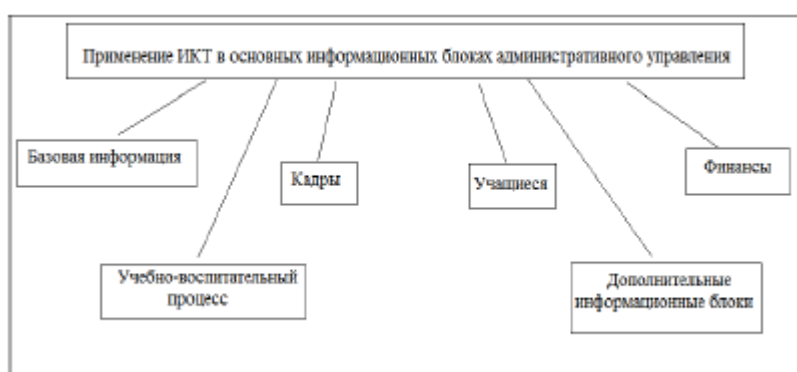 Применение ИКТ в основных информационных блоках административного управления
Базовая информация
Кадры
Учащиеся
Финансы
Учебно-воспитательный
процесс
Дополнительные
информационные блоки